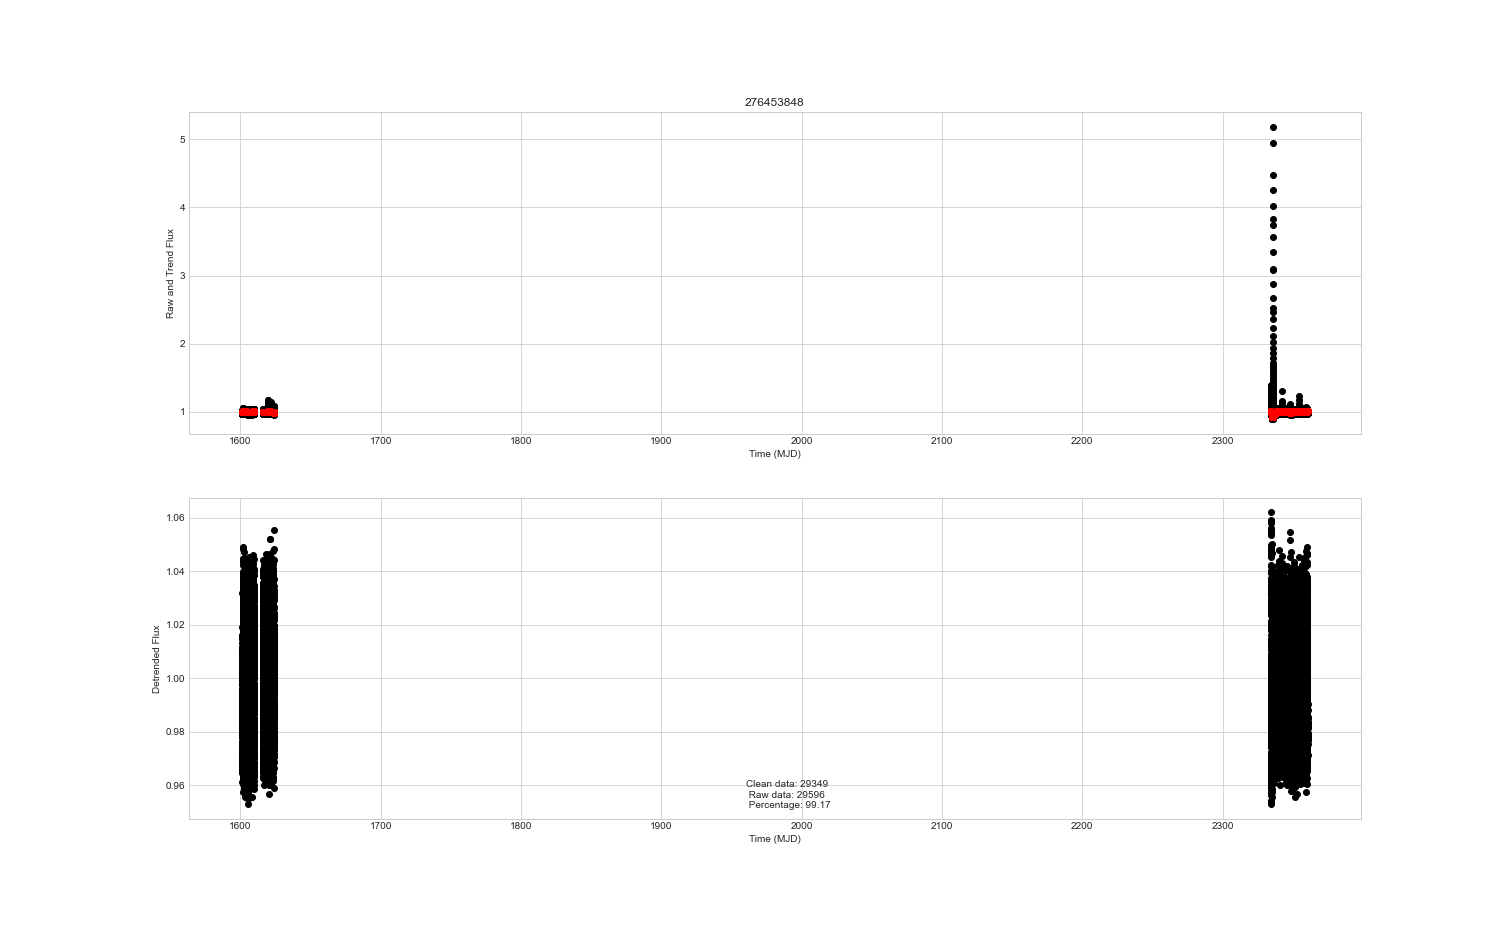 276453848
5
4
3
2
1
Raw and Trend Flux
1600 1700 1800 1900 2000 2100 2200 2300
Time (MJD)
1.06
1.04
1.02
1.00
0.98
0.96
Detrended Flux
Clean data: 29349
Raw data: 29596
Percentage: 99.17
1600 1700 1800 1900 2000 2100 2200 2300
Time (MJD)